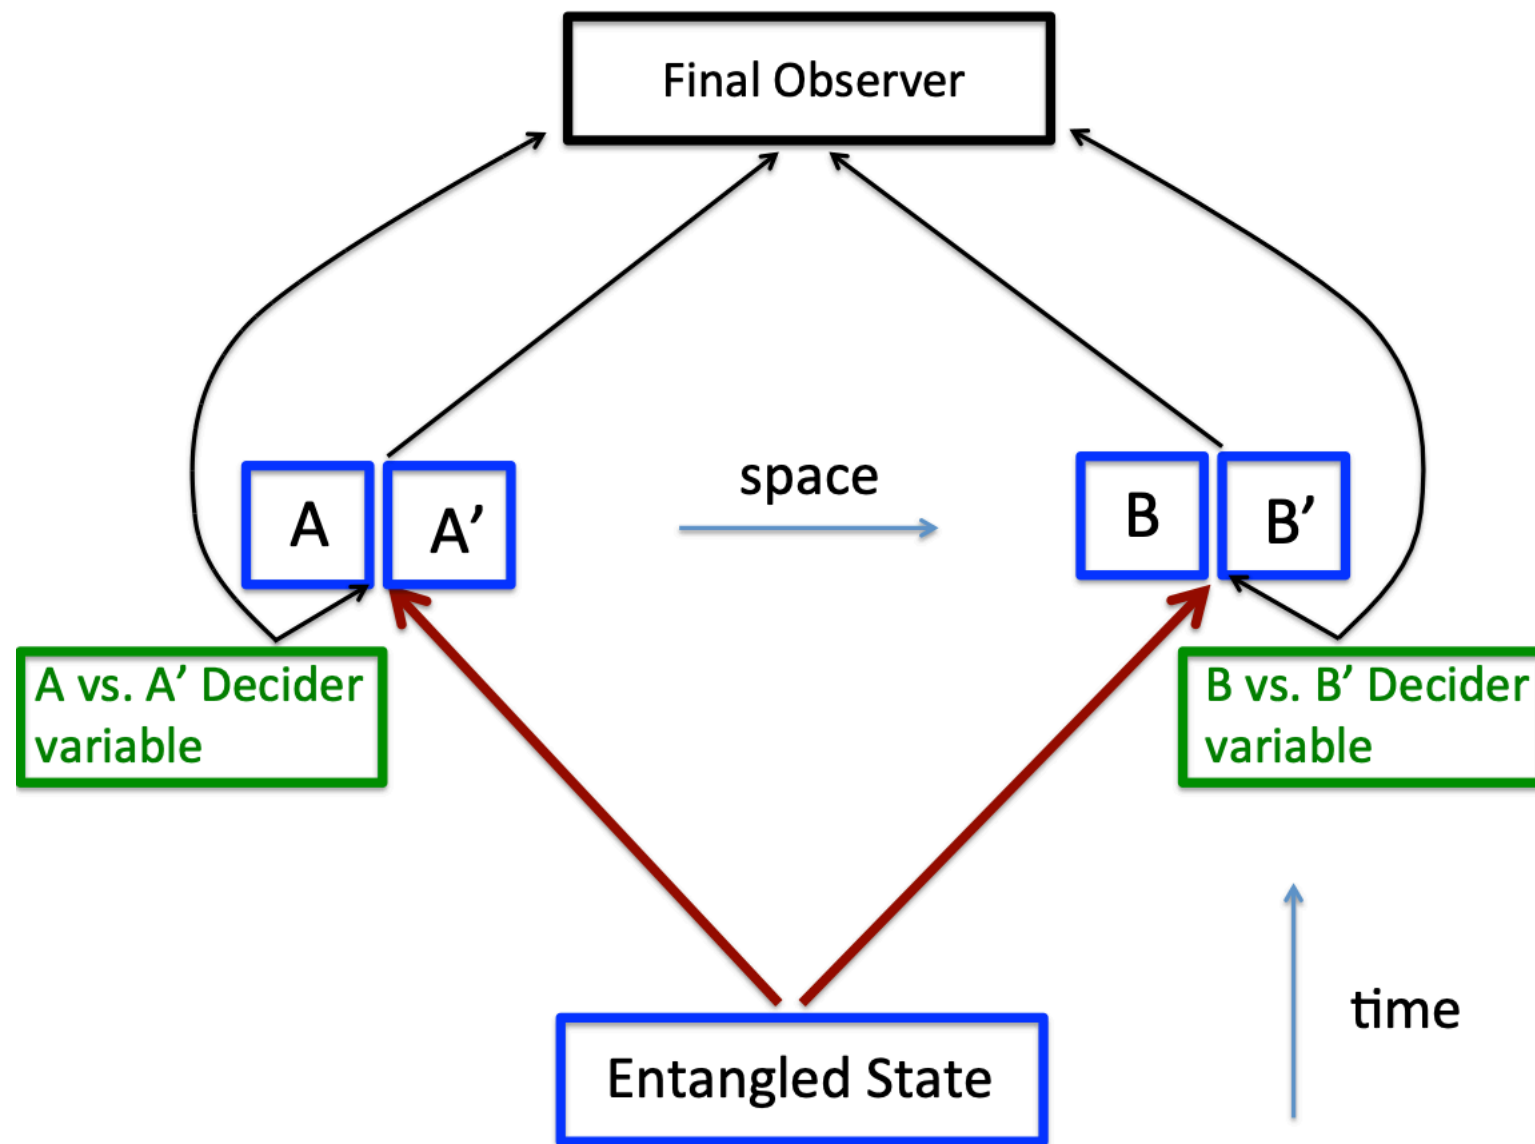 Final Observer
A
A’
space
B
B’
A vs. A’ Decider
variable
B vs. B’ Decider
variable
time
Entangled State